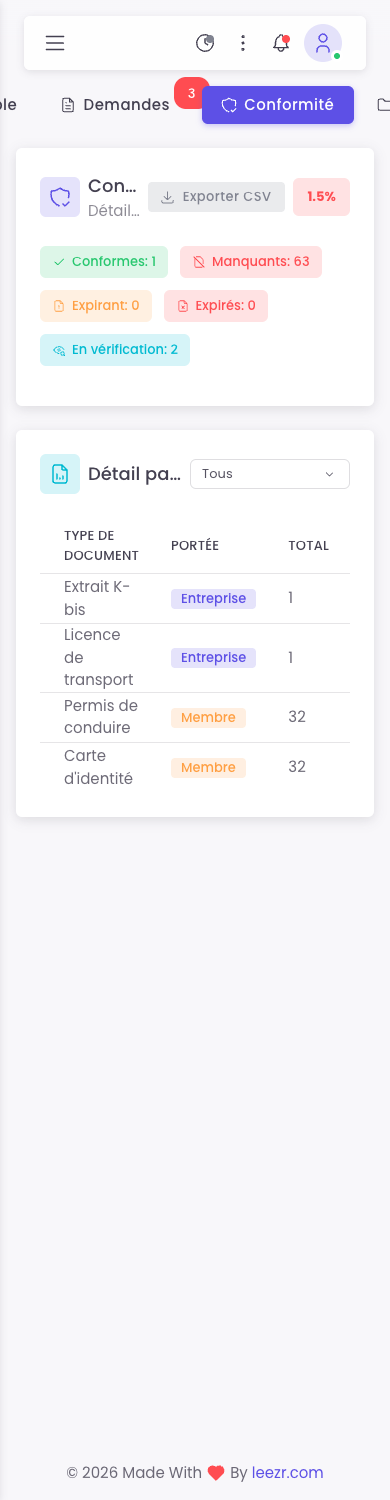 Demandes
3
Conformité
Con...
Détail...
Exporter CSV
1.5%
Conformes: 1
Manquants: 63
Expirant: 0
Expirés: 0
En vérification: 2
Détail pa...
Tous
TYPE DE
DOCUMENT
PORTÉE
TOTAL
Extrait K-
bis
Entreprise
1
Licence
de
transport
Entreprise
1
Permis de
conduire
Membre
32
Carte
d'identité
Membre
32
© 2026 Made With By leezr.com